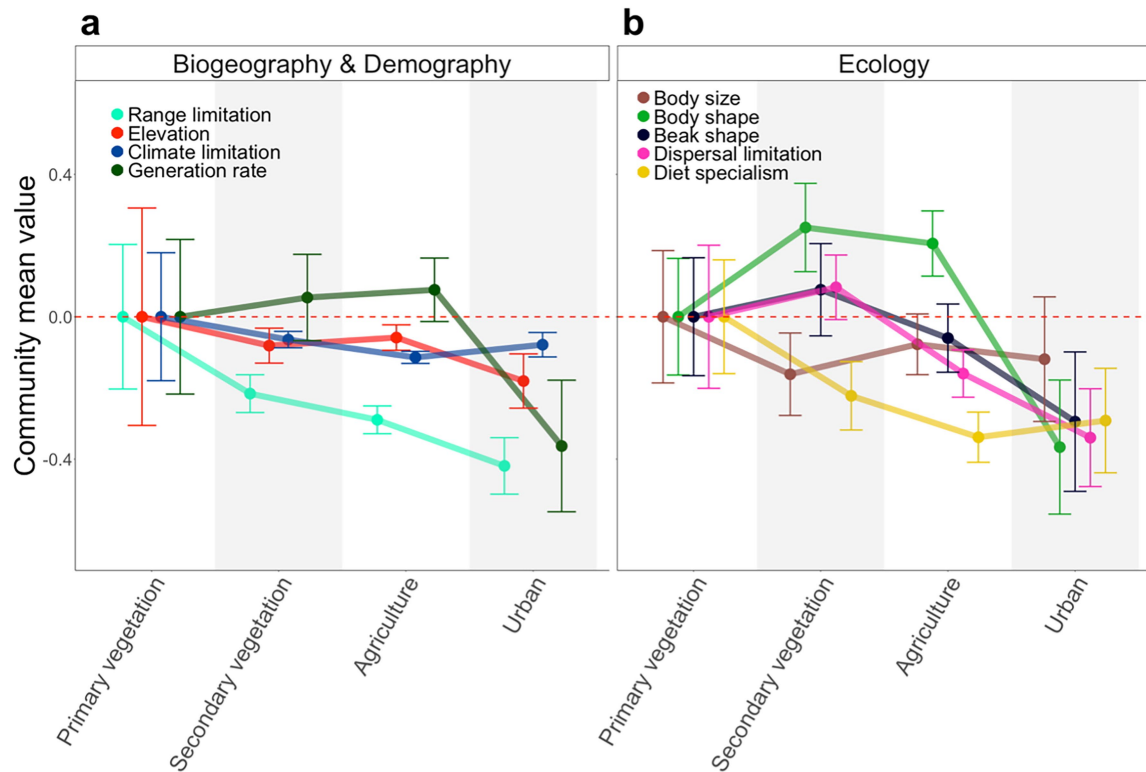 a
Biogeography & Demography
Range limitation
Elevation
Climate limitation
Generation rate
Community mean value
0.4
0.0
-0.4
Primary vegetation
Secondary vegetation
Agriculture
Urban
b
Ecology
Body size
Body shape
Beak shape
Dispersal limitation
Diet specialism
Primary vegetation
Secondary vegetation
Agriculture
Urban